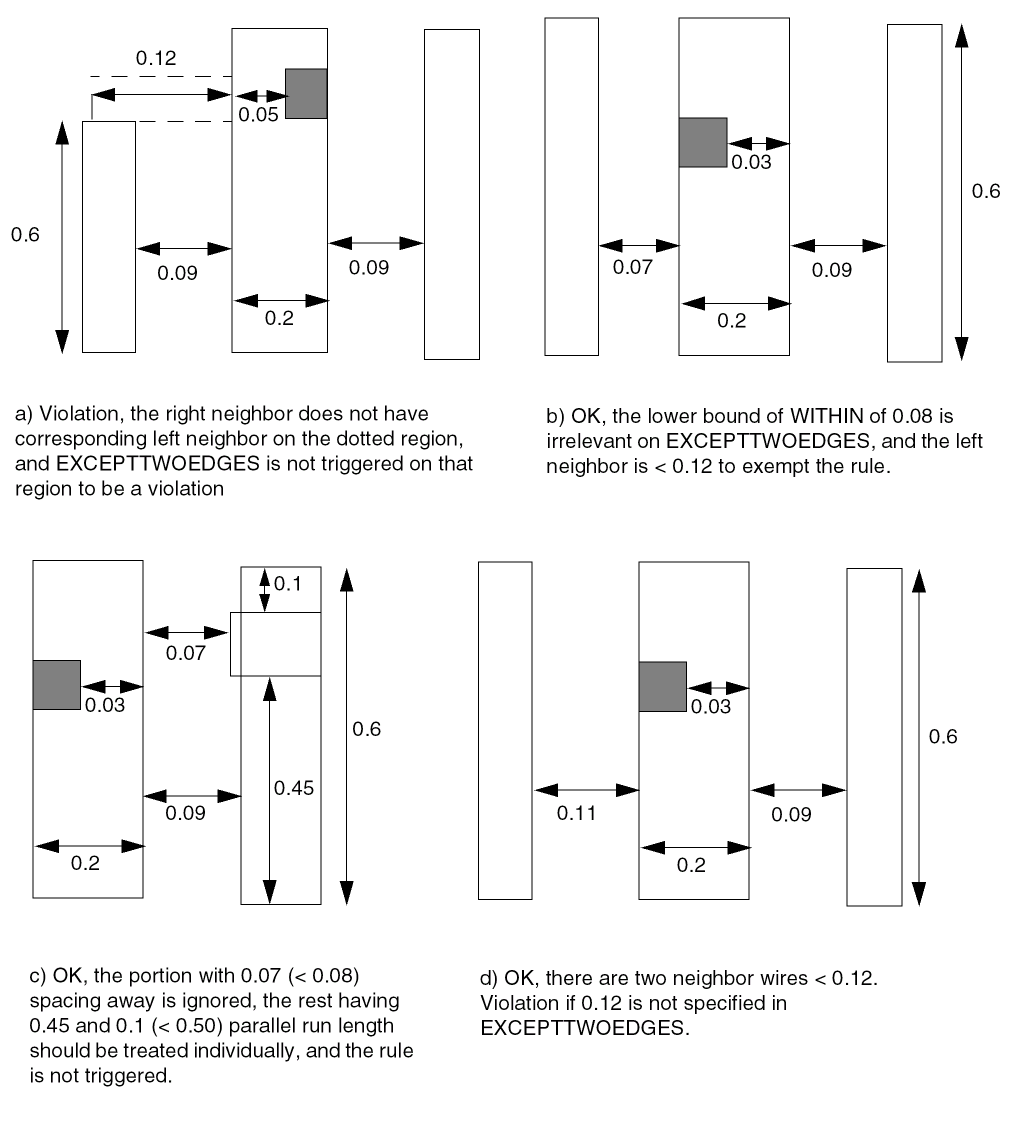 0.12
0.05
0.6
0.09
0.09
0.2
0.03
0.6
0.07
0.09
0.2
a) Violation, the right neighbor does not have
corresponding left neighbor on the dotted region,
and EXCEPTTWOEDGES is not triggered on that
region to be a violation
b) OK, the lower bound of WITHIN of 0.08 is
irrelevant on EXCEPTTWOEDGES, and the left
neighbor is < 0.12 to exempt the rule.
0.1
0.07
0.03
0.6
0.45
0.09
0.2
0.03
0.6
0.11
0.09
0.2
c) OK, the portion with 0.07 (< 0.08)
spacing away is ignored, the rest having
0.45 and 0.1 (< 0.50) parallel run length
should be treated individually, and the rule
is not triggered.
d) OK, there are two neighbor wires < 0.12.
Violation if 0.12 is not specified in
EXCEPTTWOEDGES.